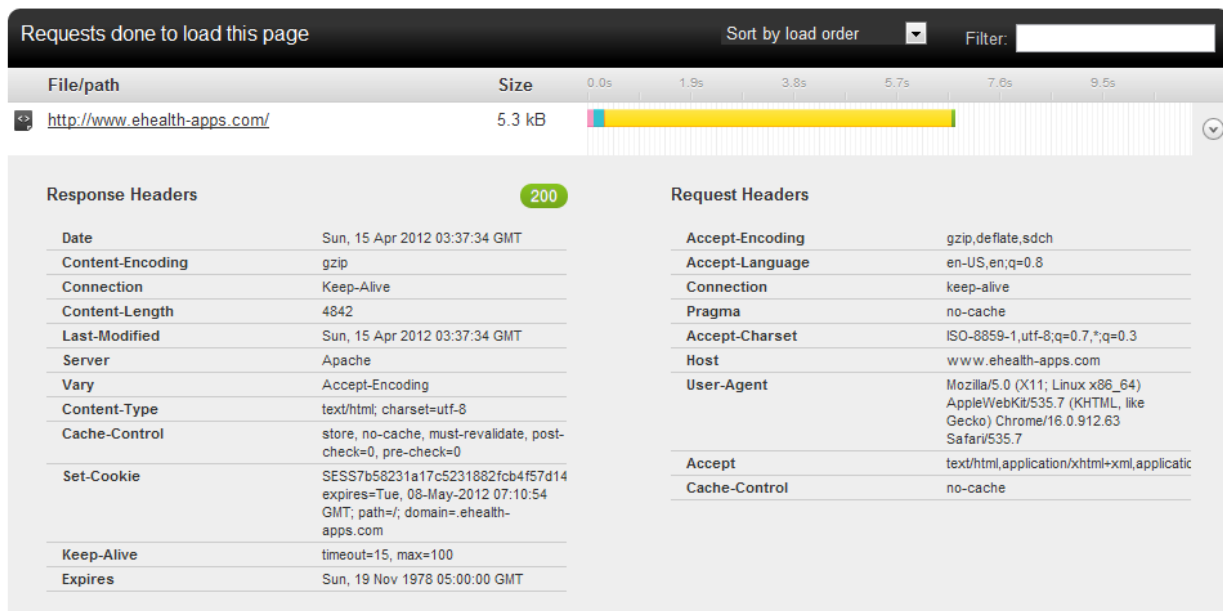 Requests done to load this page
Sort by load order
Filter:
File/path Size 0.0s 1.9s 3.8s 5.7s 7.6s 9.5s
http://www.ehealth-apps.com/ 5.3 kB
Response Headers 200
Date Sun, 15 Apr 2012 03:37:34 GMT
Content-Encoding gzip
Connection Keep-Alive
Content-Length 4842
Last-Modified Sun, 15 Apr 2012 03:37:34 GMT
Server Apache
Vary Accept-Encoding
Content-Type text/html; charset=utf-8
Cache-Control store, no-cache, must-revalidate, post-
check=0, pre-check=0
Set-Cookie SESS7b58231a17c5231882fcb4f57d14
expires=Tue, 08-May-2012 07:10:54
GMT; path=/; domain=.ehealth-
apps.com
Keep-Alive timeout=15, max=100
Expires Sun, 19 Nov 1978 05:00:00 GMT
Request Headers
Accept-Encoding gzip,deflate,sdch
Accept-Language en-US,en;q=0.8
Connection keep-alive
Pragma no-cache
Accept-Charset ISO-8859-1,utf-8;q=0.7,*;q=0.3
Host www.ehealth-apps.com
User-Agent Mozilla/5.0 (X11; Linux x86_64)
AppleWebKit/535.7 (KHTML, like
Gecko) Chrome/16.0.912.63
Safari/535.7
Accept text/html,application/xhtml+xml,applicatic
Cache-Control no-cache